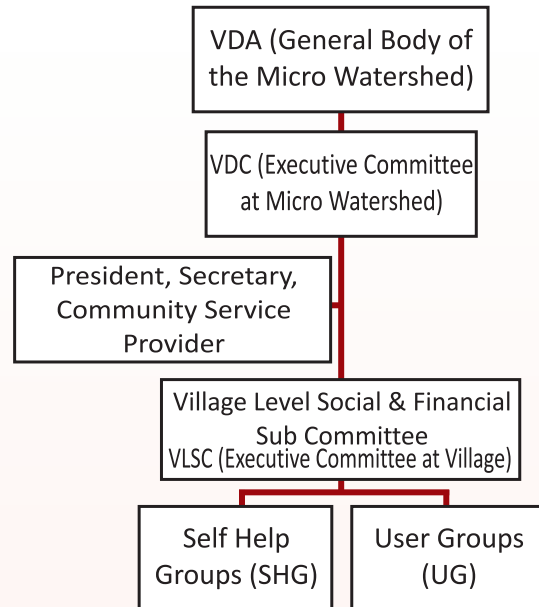 VDA (General Body of
the Micro Watershed)
VDC (Executive Committee
at Micro Watershed)
President, Secretary,
Community Service
Provider
Village Level Social & Financial
Sub Committee
VLSC (Executive Committee at Village)
Self Help
Groups (SHG)
User Groups
(UG)